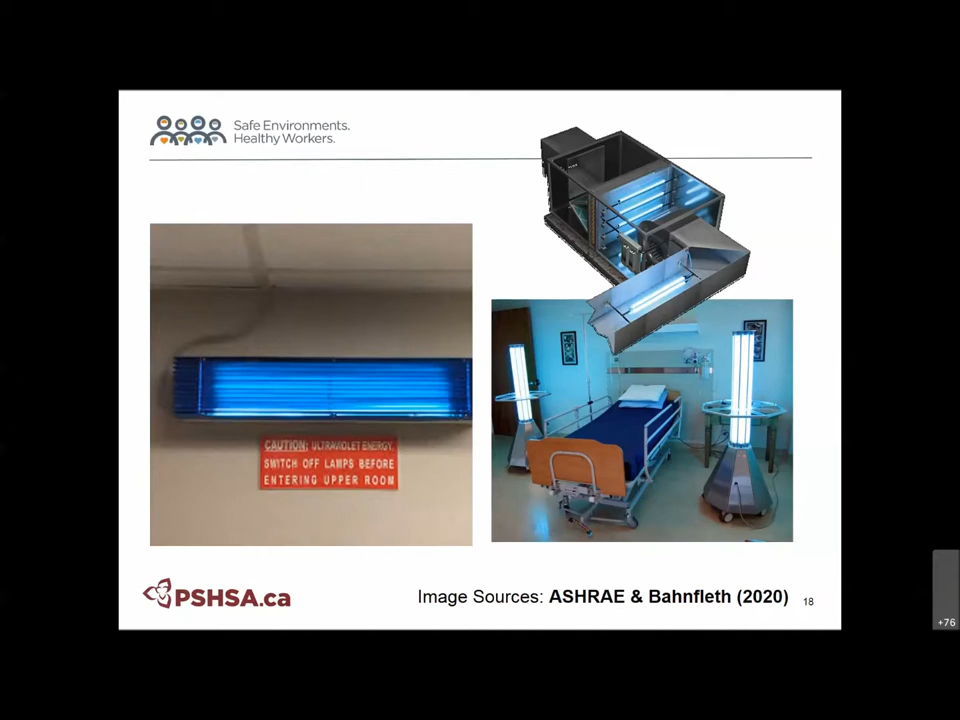 Safe Environments.
Healthy Workers.
CAUTION: ULTRAVIOLET ENERGY.
SWITCH OFF LAMPS BEFORE
ENTERING UPPER ROOM
PSHSA.ca
Image Sources: ASHRAE & Bahnfleth (2020)
18
+76